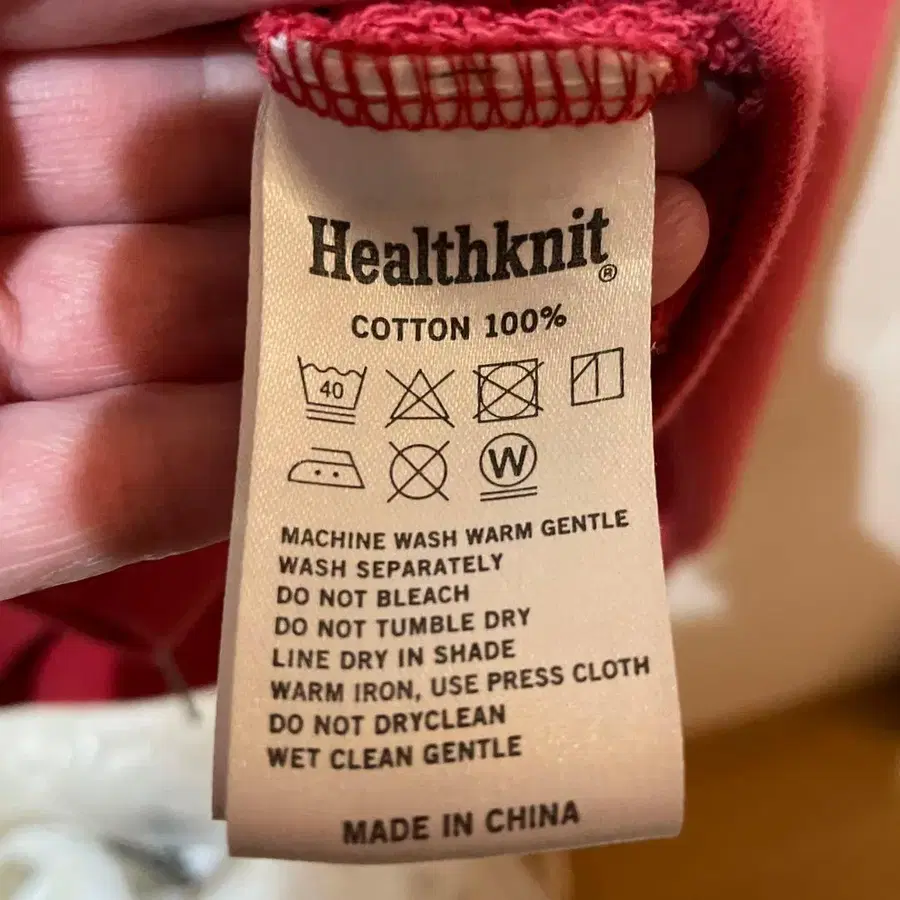 Healthknit®
COTTON 100%
40
W
MACHINE WASH WARM GENTLE
WASH SEPARATELY
DO NOT BLEACH
DO NOT TUMBLE DRY
LINE DRY IN SHADE
WARM IRON, USE PRESS CLOTH
DO NOT DRYCLEAN
WET CLEAN GENTLE
MADE IN CHINA